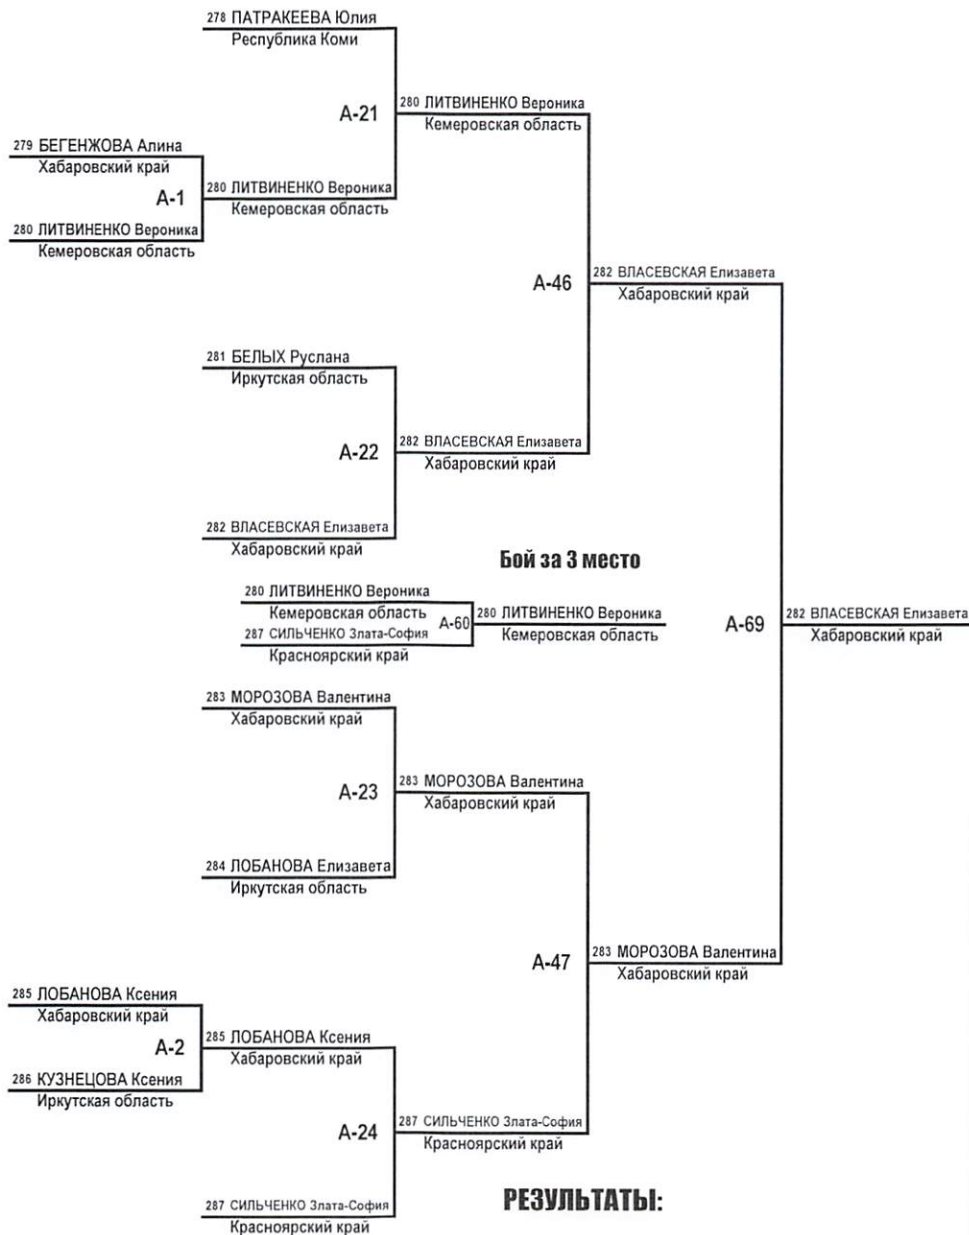 278 ПАТРАКЕЕВА Юлия
Республика Коми
А-21
280 ЛИТВИНЕНКО Вероника
Кемеровская область
279 БЕГЕНЖОВА Алина
Хабаровский край
А-1
280 ЛИТВИНЕНКО Вероника
Кемеровская область
280 ЛИТВИНЕНКО Вероника
Кемеровская область
А-46
282 ВЛАСЕВСКАЯ Елизавета
Хабаровский край
281 БЕЛЫХ Руслана
Иркутская область
А-22
282 ВЛАСЕВСКАЯ Елизавета
Хабаровский край
282 ВЛАСЕВСКАЯ Елизавета
Хабаровский край
Бой за 3 место
280 ЛИТВИНЕНКО Вероника
Кемеровская область
А-60
280 ЛИТВИНЕНКО Вероника
Кемеровская область
287 СИЛЬЧЕНКО Злата-София
Красноярский край
А-69
282 ВЛАСЕВСКАЯ Елизавета
Хабаровский край
283 МОРОЗОВА Валентина
Хабаровский край
А-23
283 МОРОЗОВА Валентина
Хабаровский край
284 ЛОБАНОВА Елизавета
Иркутская область
А-47
283 МОРОЗОВА Валентина
Хабаровский край
285 ЛОБАНОВА Ксения
Хабаровский край
А-2
285 ЛОБАНОВА Ксения
Хабаровский край
286 КУЗНЕЦОВА Ксения
Иркутская область
А-24
287 СИЛЬЧЕНКО Злата-София
Красноярский край
287 СИЛЬЧЕНКО Злата-София
Красноярский край
РЕЗУЛЬТАТЫ: